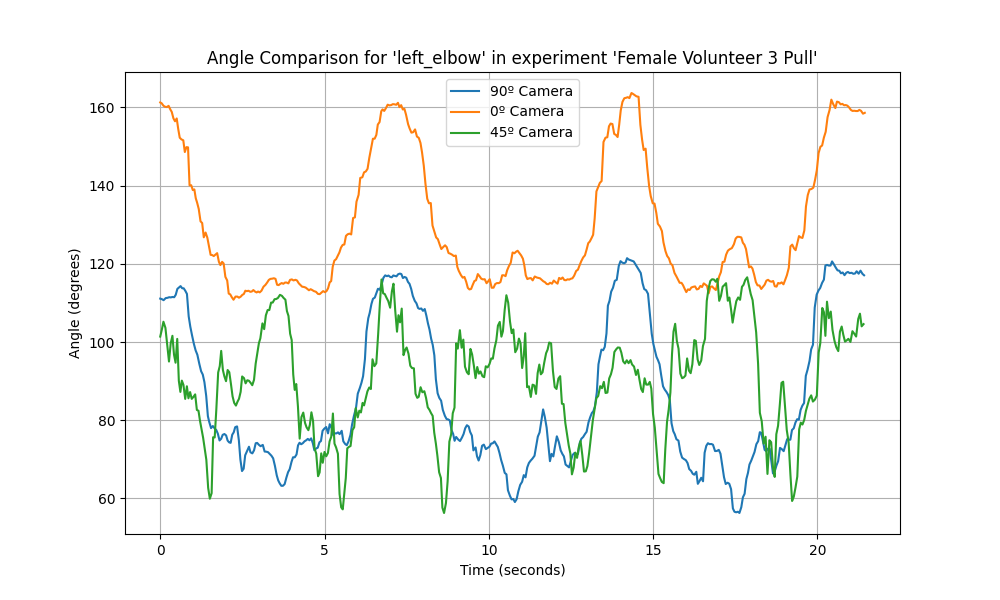 Angle Comparison for 'left_elbow' in experiment 'Female Volunteer 3 Pull'
90º Camera
0º Camera
45º Camera
160
140
120
100
80
60
Angle (degrees)
0
5
10
15
20
Time (seconds)